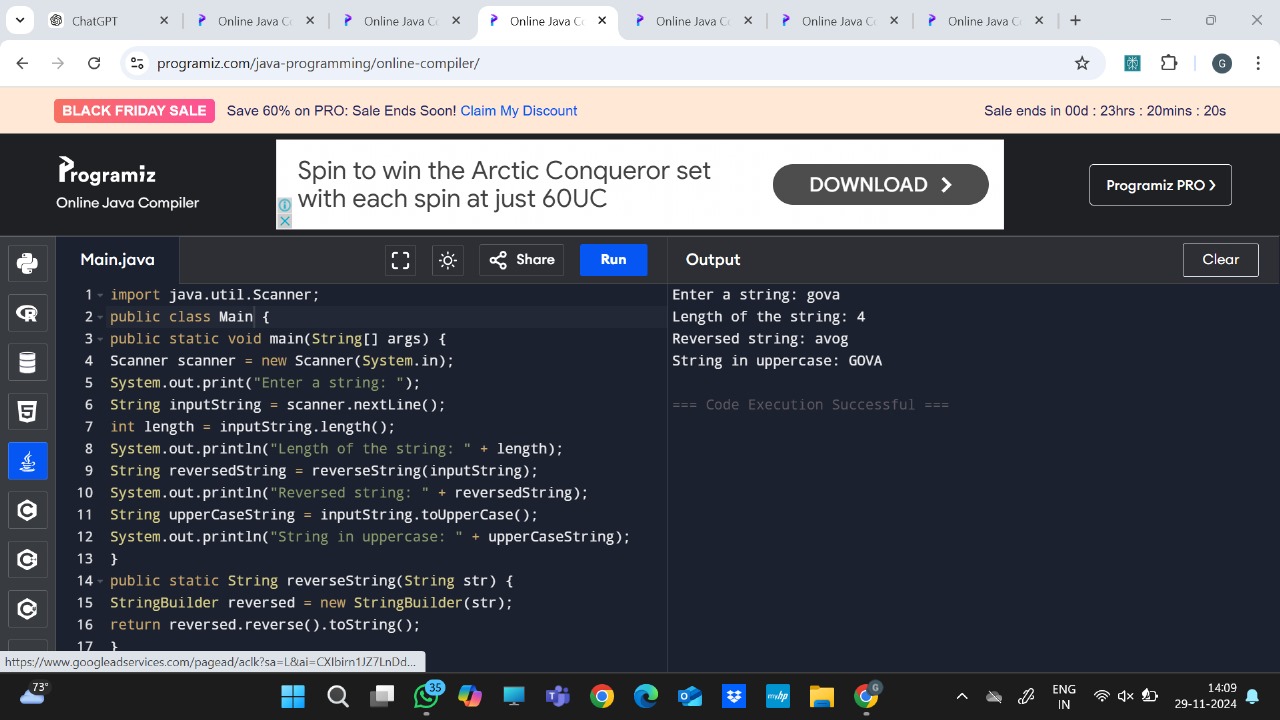 ChatGPT
Online Java Co
Online Java Co
Online Java Co
Online Java Co
Online Java Co
Online Java Co
programiz.com/java-programming/online-compiler/
G
BLACK FRIDAY SALE Save 60% on PRO: Sale Ends Soon! Claim My Discount Sale ends in 00d : 23hrs : 20mins : 20s
Programiz
Online Java Compiler
Spin to win the Arctic Conqueror set
with each spin at just 60UC
DOWNLOAD
Programiz PRO
Main.java
Share
Run
Output
Clear
1 import java.util.Scanner;
2 public class Main {
3 public static void main(String[] args) {
4 Scanner scanner = new Scanner(System.in);
5 System.out.print("Enter a string: ");
6 String inputString = scanner.nextLine();
7 int length = inputString.length();
8 System.out.println("Length of the string: " + length);
9 String reversedString = reverseString(inputString);
10 System.out.println("Reversed string: " + reversedString);
11 String upperCaseString = inputString.toUpperCase();
12 System.out.println("String in uppercase: " + upperCaseString);
13 }
14 public static String reverseString(String str) {
15 StringBuilder reversed = new StringBuilder(str);
16 return reversed.reverse().toString();
17 }
Enter a string: gova
Length of the string: 4
Reversed string: avog
String in uppercase: GOVA
=== Code Execution Successful ===
https://www.googleadservices.com/pagead/aclk?sa=L&ai=CXIbirn1JZ7LnDd...
73°
35
myhp
G
ENG
IN
14:09
29-11-2024